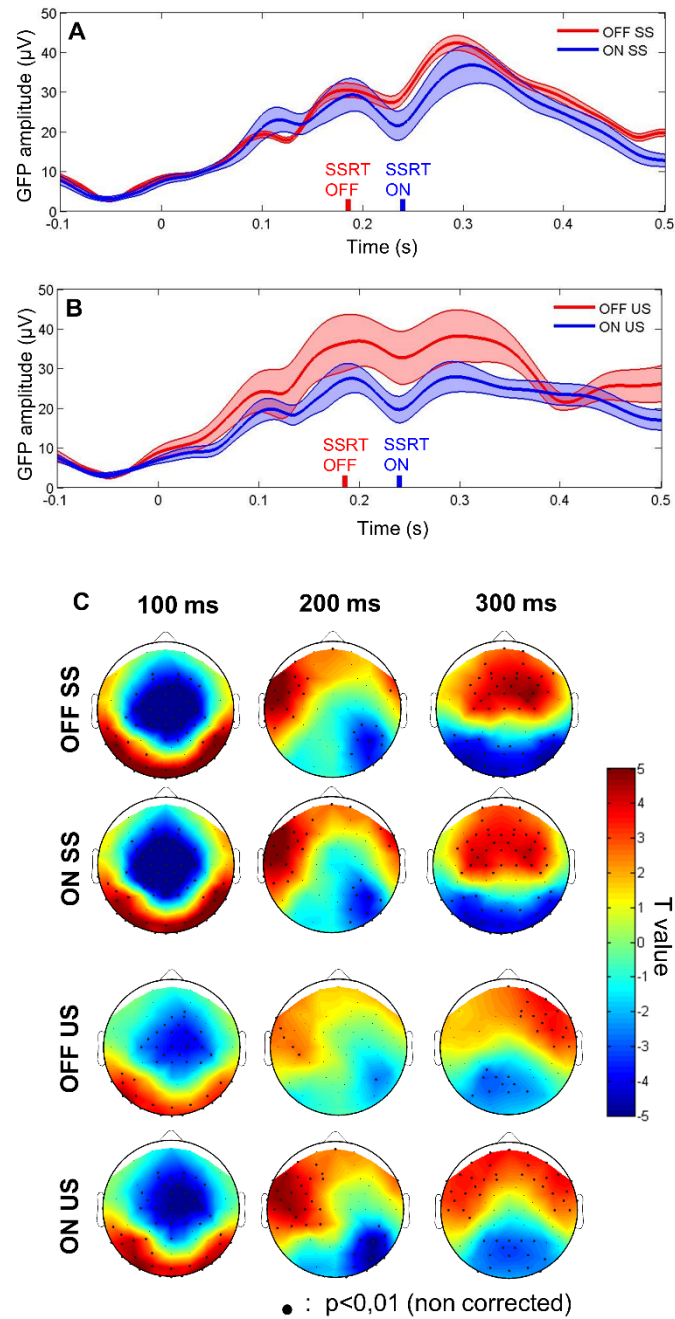 A
GFP amplitude (µV)
50
40
30
20
10
0
OFF SS
ON SS
SSRT OFF
SSRT ON
-0.1 0 0.1 0.2 0.3 0.4 0.5
Time (s)
B
GFP amplitude (µV)
50
40
30
20
10
0
OFF US
ON US
SSRT OFF
SSRT ON
-0.1 0 0.1 0.2 0.3 0.4 0.5
Time (s)
C 100 ms 200 ms 300 ms
OFF SS
ON SS
OFF US
ON US
5
4
3
2
1
0
-1
-2
-3
-4
-5
T value
● : p<0,01 (non corrected)